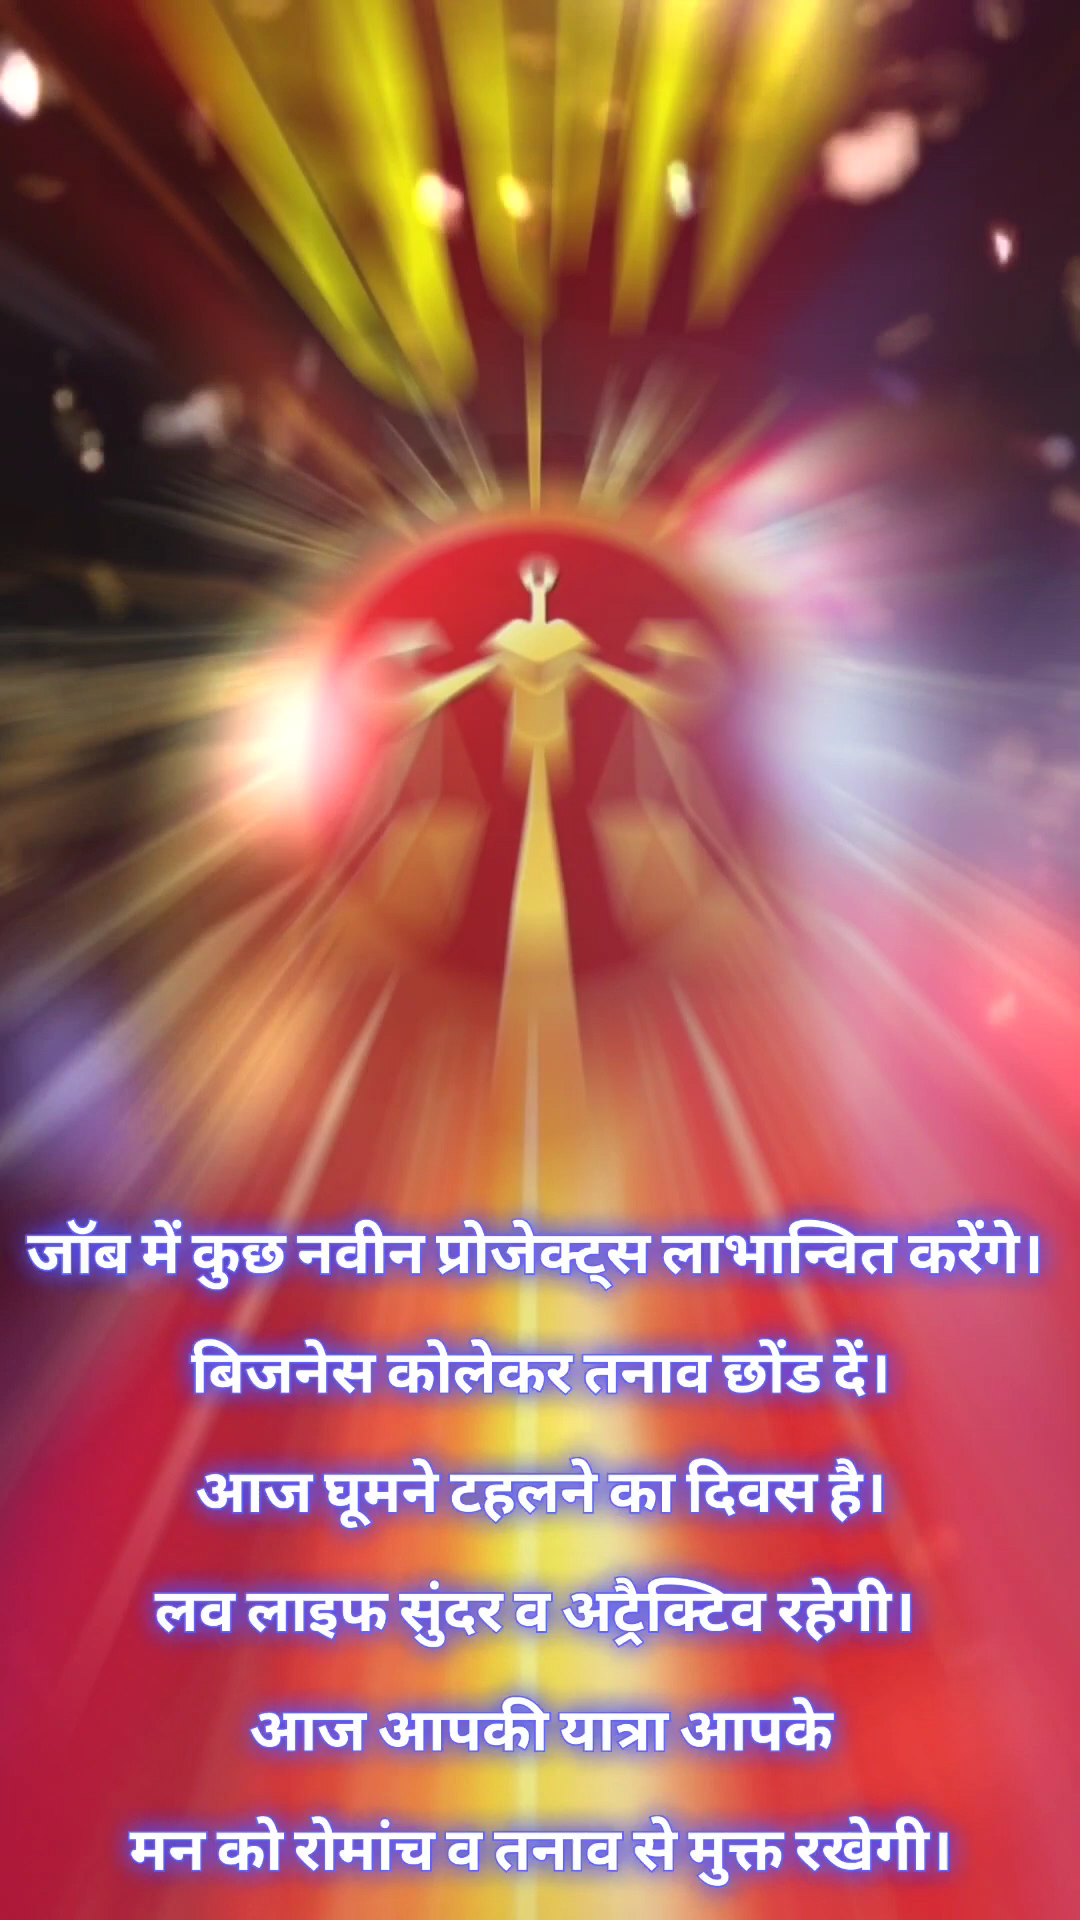 जॉब में कुछ नवीन प्रोजेक्ट्स लाभान्वित करेंगे।
बिजनेस कोलेकर तनाव छोंड दें।
आज घूमने टहलने का दिवस है।
लव लाइफ सुंदर व अट्रैक्टिव रहेगी।
आज आपकी यात्रा आपके
मन को रोमांच व तनाव से मुक्त रखेगी।